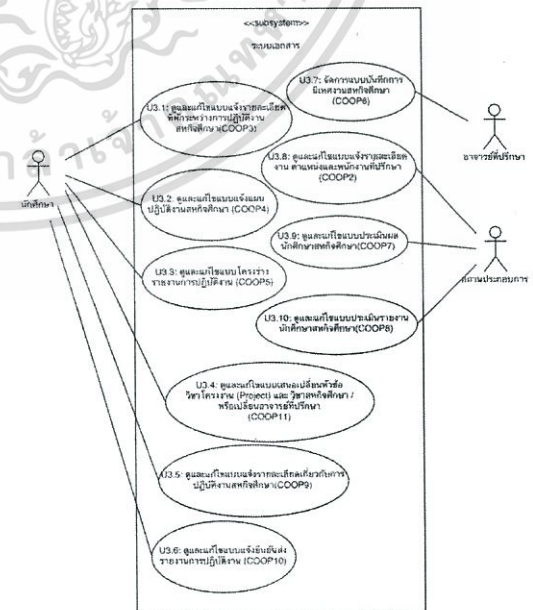 <<subsystem>>
ระบบเอกสาร
U3.1: ดูและแก้ไขแบบแจ้งรายละเอียด
ที่พักระหว่างการปฏิบัติงาน
สหกิจศึกษา(COOP3)
U3.2: ดูและแก้ไขแบบแจ้งแผน
ปฏิบัติงานสหกิจศึกษา (COOP4)
U3.3: ดูและแก้ไขแบบโครงร่าง
รายงานการปฏิบัติงาน (COOP5)
U3.4: ดูและแก้ไขแบบเสนอเปลี่ยนหัวข้อ
วิชาโครงงาน (Project) และ วิชาสหกิจศึกษา /
หรือเปลี่ยนอาจารย์ที่ปรึกษา
(COOP11)
U3.5: ดูและแก้ไขแบบแจ้งรายละเอียดเกี่ยวกับการ
ปฏิบัติงานสหกิจศึกษา(COOP9)
U3.6: ดูและแก้ไขแบบแจ้งยืนยันส่ง
รายงานการปฏิบัติงาน (COOP10)
U3.7: จัดการแบบบันทึกการ
นิเทศงานสหกิจศึกษา
(COOP6)
U3.8: ดูและแก้ไขแบบแจ้งรายละเอียด
งาน ตำแหน่งและพนักงานที่ปรึกษา
(COOP2)
U3.9: ดูและแก้ไขแบบประเมินผล
นักศึกษาสหกิจศึกษา(COOP7)
U3.10: ดูและแก้ไขแบบประเมินรายงาน
นักศึกษาสหกิจศึกษา(COOP8)
นักศึกษา
อาจารย์ที่ปรึกษา
สถานประกอบการ